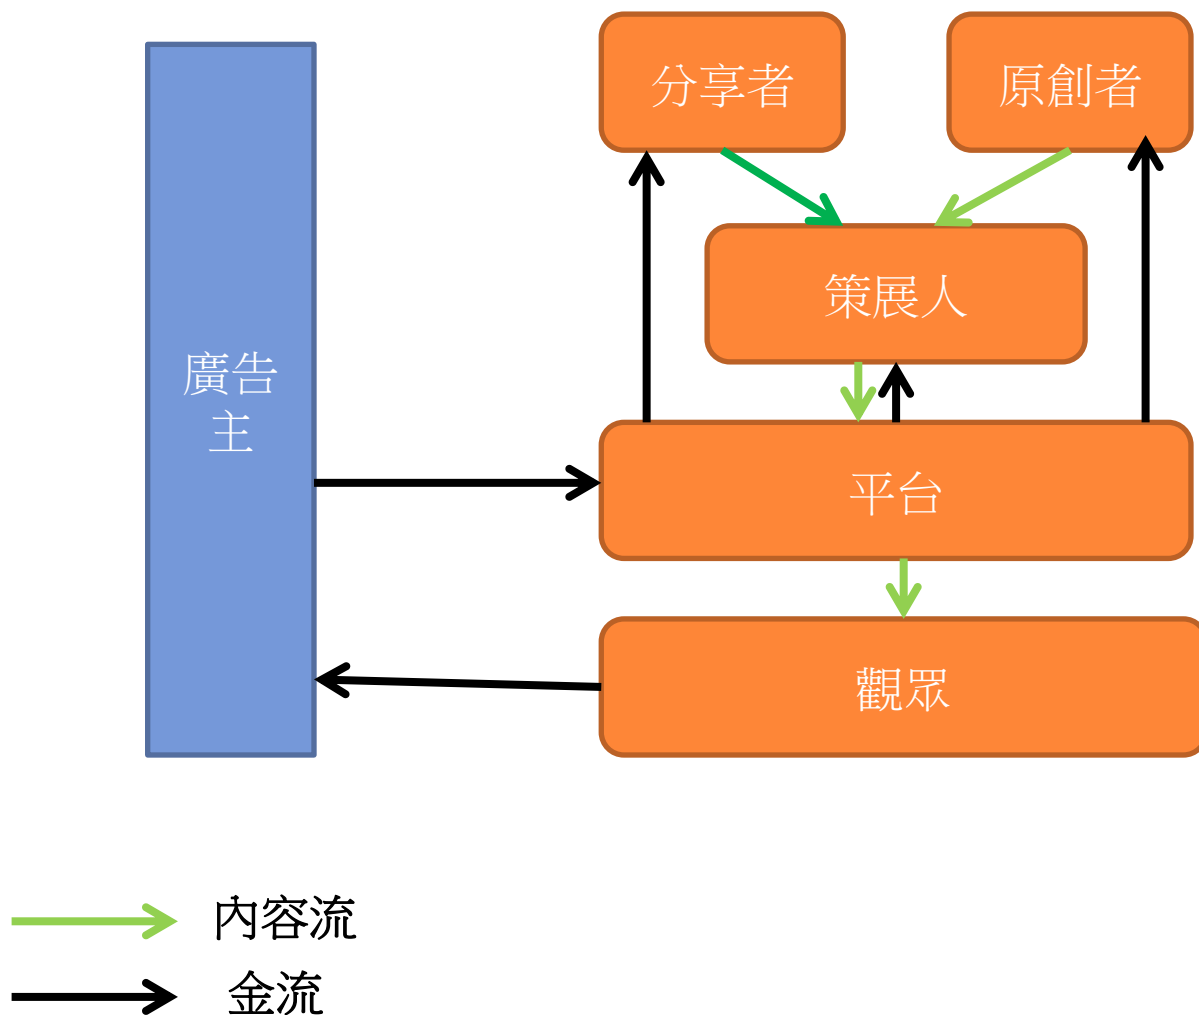 分享者
原創者
策展人
廣告
主
平台
觀眾
內容流
金流